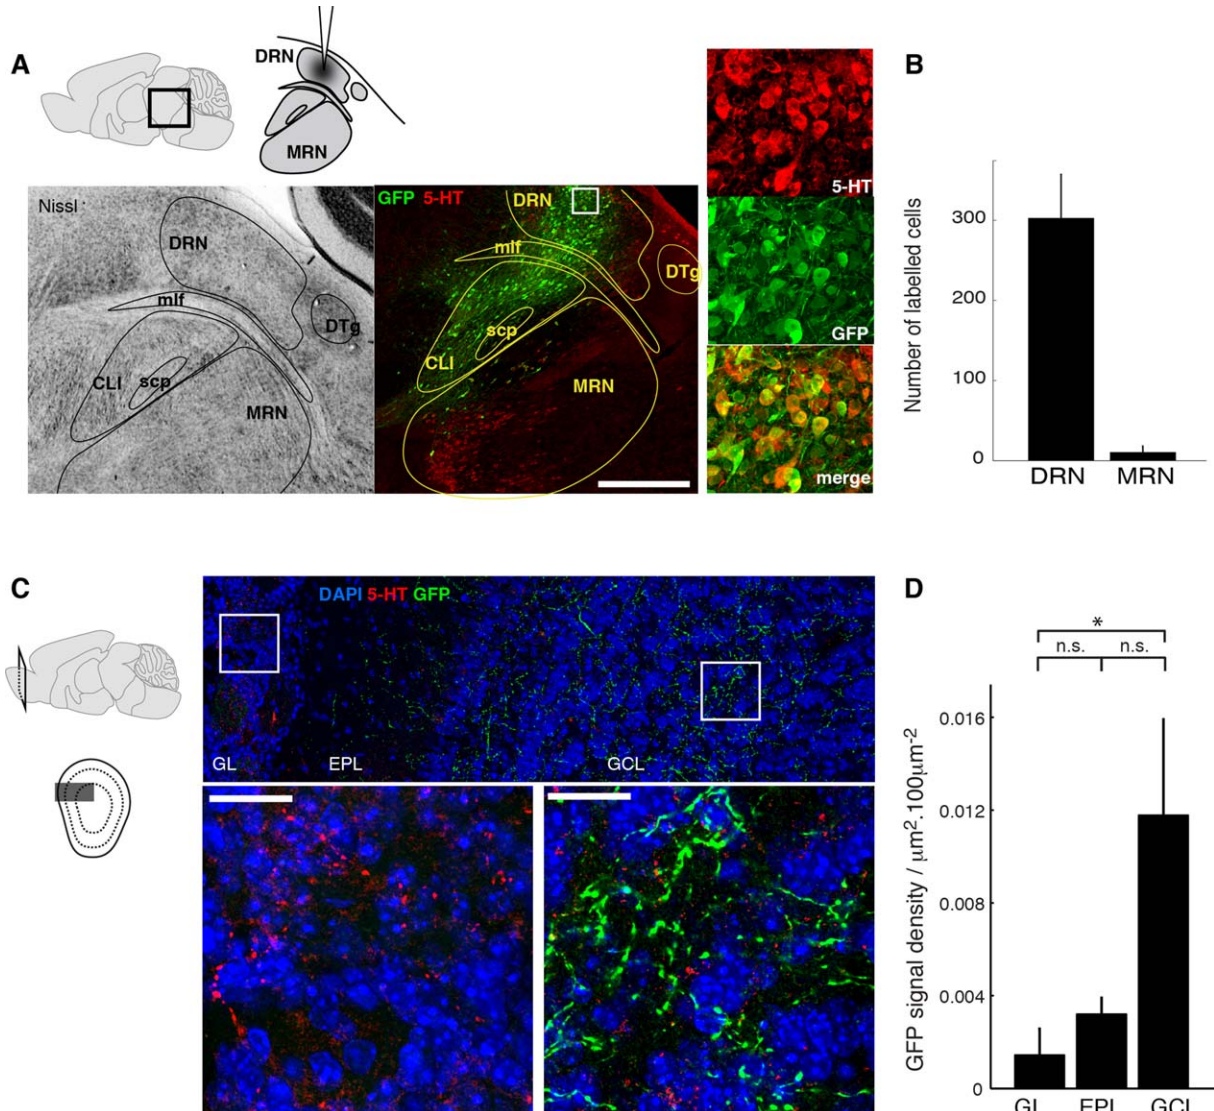 A
DRN
MRN
Nissl
DRN
mlf
DTg
CLI
scp
MRN
GFP 5-HT
DRN
mlf
DTg
scp
CLI
MRN
5-HT
GFP
merge
B
Number of labelled cells
300
200
100
0
DRN MRN
C
DAPI 5-HT GFP
GL EPL GCL
D
*
n.s. n.s.
GFP signal density / μm².100μm⁻²
0.016
0.012
0.008
0.004
0
GL EPL GCL